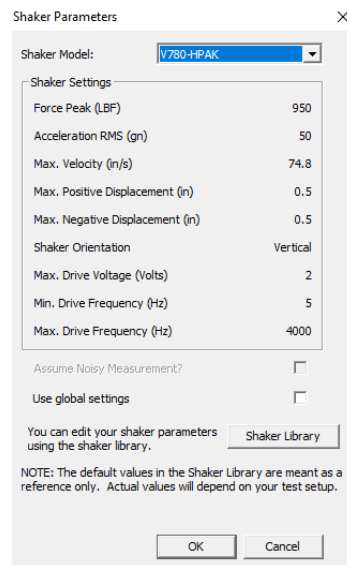 Shaker Parameters
Shaker Model: V780-HPAK
Shaker Settings
Force Peak (LBF) 950
Acceleration RMS (gn) 50
Max. Velocity (in/s) 74.8
Max. Positive Displacement (in) 0.5
Max. Negative Displacement (in) 0.5
Shaker Orientation Vertical
Max. Drive Voltage (Volts) 2
Min. Drive Frequency (Hz) 5
Max. Drive Frequency (Hz) 4000
Assume Noisy Measurement?
Use global settings
You can edit your shaker parameters
using the shaker library.
Shaker Library
NOTE: The default values in the Shaker Library are meant as a
reference only. Actual values will depend on your test setup.
OK Cancel